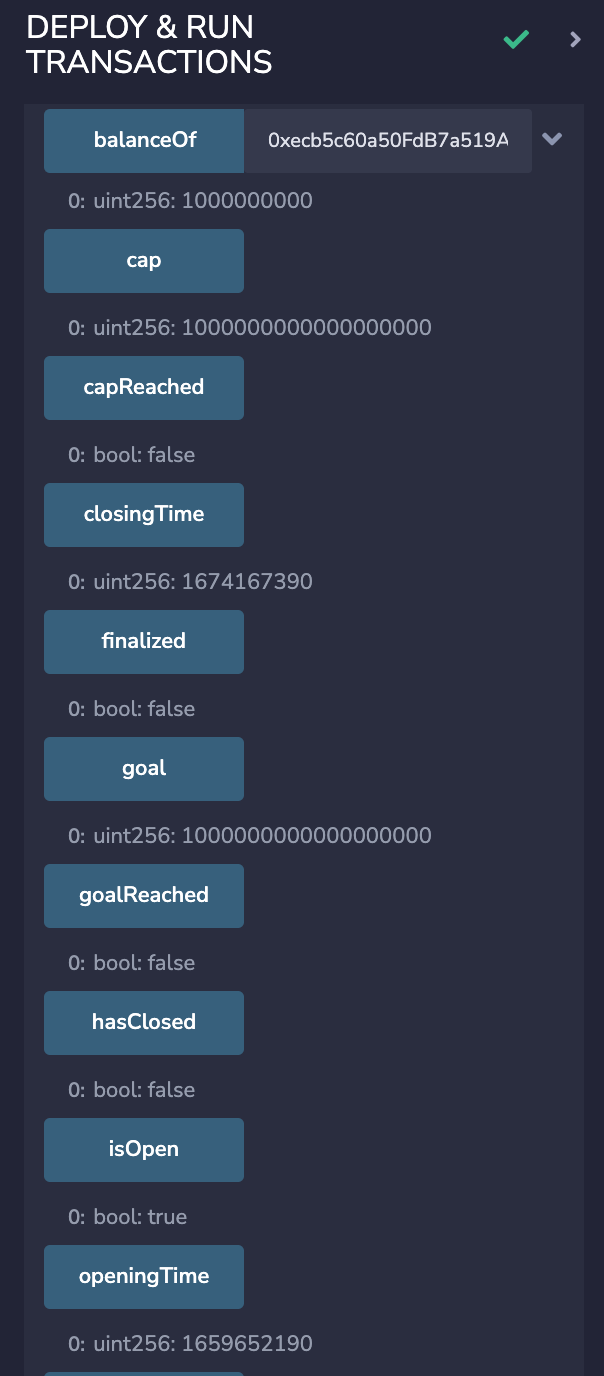 DEPLOY & RUN
TRANSACTIONS
balanceOf 0xecb5c60a50FdB7a519A
0: uint256: 1000000000
cap
0: uint256: 1000000000000000000
capReached
0: bool: false
closingTime
0: uint256: 1674167390
finalized
0: bool: false
goal
0: uint256: 1000000000000000000
goalReached
0: bool: false
hasClosed
0: bool: false
isOpen
0: bool: true
openingTime
0: uint256: 1659652190